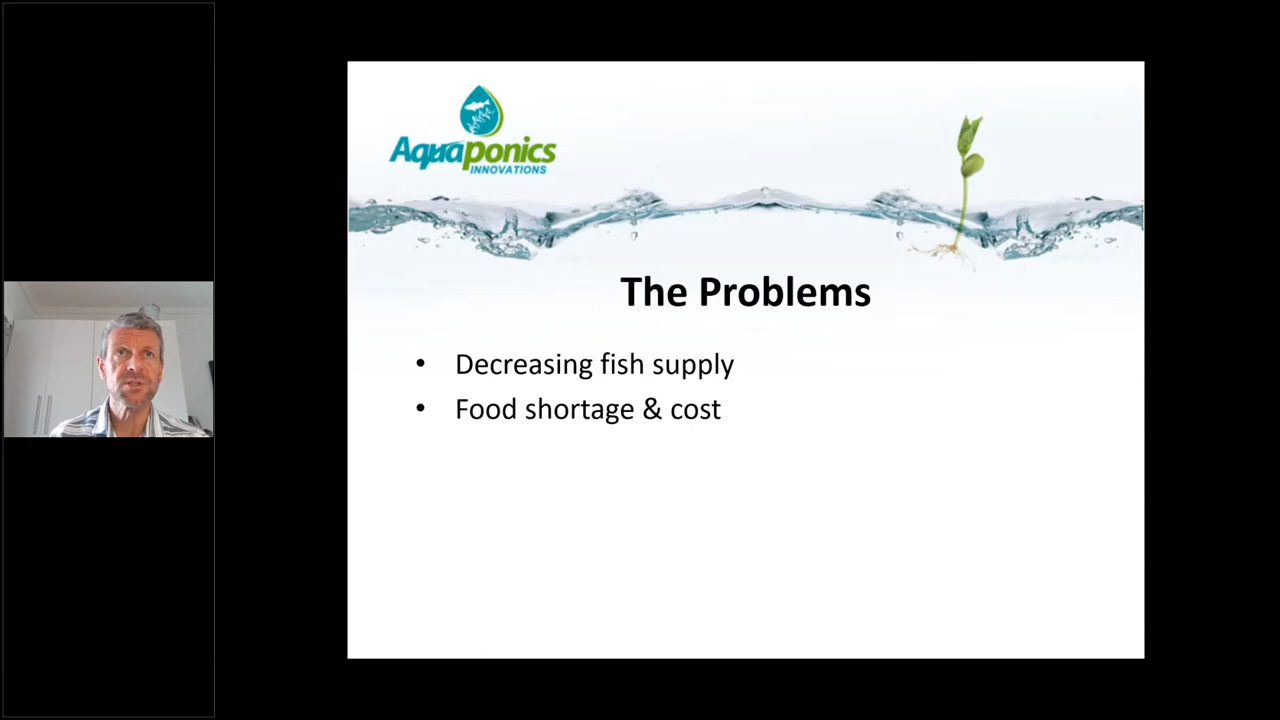 Aquaponics
INNOVATIONS
The Problems
• Decreasing fish supply
• Food shortage & cost